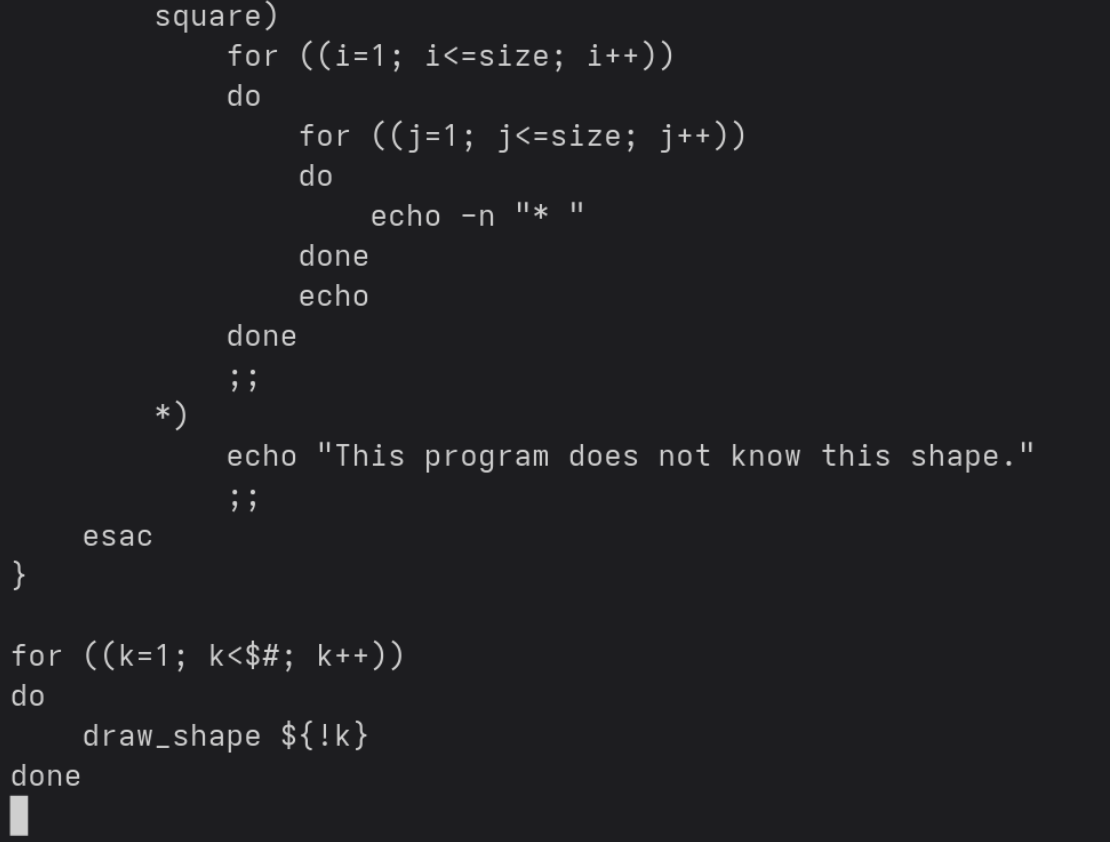 square)
            for ((i=1; i<=size; i++))
            do
                for ((j=1; j<=size; j++))
                do
                    echo -n "* "
                done
                echo
            done
            ;;
        *)
            echo "This program does not know this shape."
            ;;
    esac
}

for ((k=1; k<$#; k++))
do
    draw_shape ${!k}
done